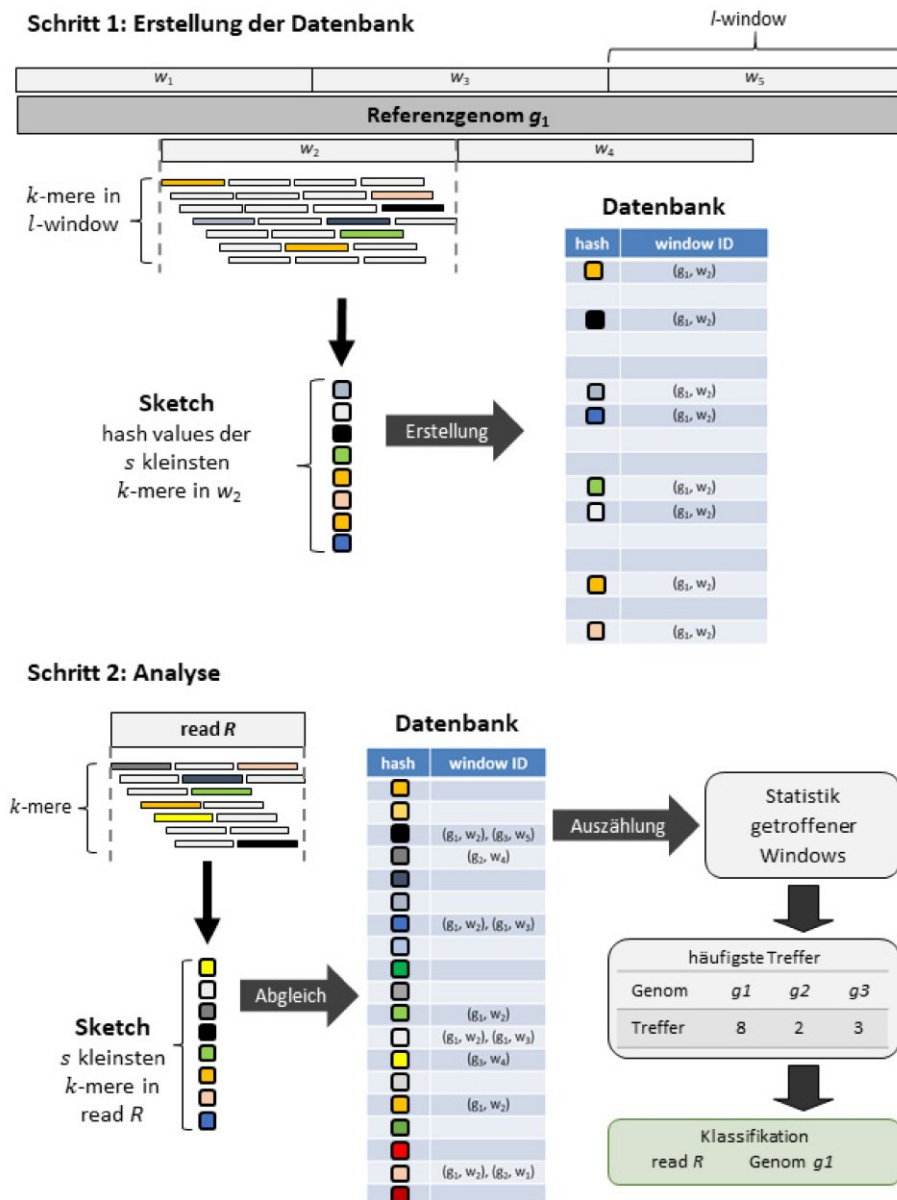 Schritt 1: Erstellung der Datenbank
l-window
w₁ w₃ w₅
Referenzgenom g₁
w₂ w₄
k-mere in
l-window
Datenbank
hash window ID
(g₁, w₂)
(g₁, w₂)
(g₁, w₂)
(g₁, w₂)
(g₁, w₂)
(g₁, w₂)
(g₁, w₂)
(g₁, w₂)
Sketch
hash values der
s kleinsten
k-mere in w₂
Erstellung
Schritt 2: Analyse
read R
k-mere
Sketch
s kleinsten
k-mere in
read R
Abgleich
Datenbank
hash window ID
(g₁, w₂), (g₃, w₅)
(g₂, w₄)
(g₁, w₂), (g₁, w₃)
(g₁, w₂)
(g₁, w₂), (g₁, w₃)
(g₃, w₄)
(g₁, w₂)
(g₁, w₂), (g₂, w₁)
Auszählung
Statistik
getroffener
Windows
häufigste Treffer
Genom g1 g2 g3
Treffer 8 2 3
Klassifikation
read R Genom g1